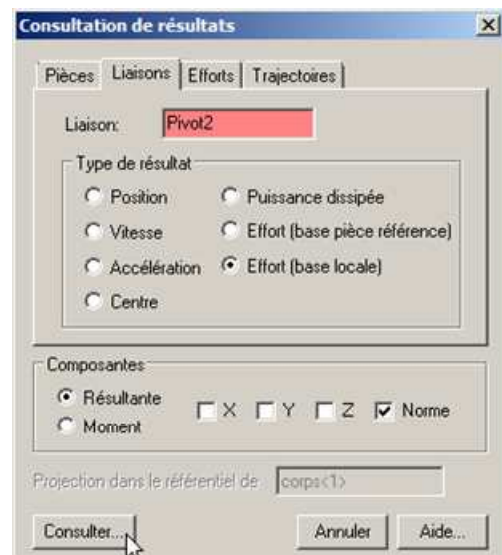 Consultation de résultats
Pièces Liaisons Efforts Trajectoires
Liaison: Pivot2
Type de résultat
Position Puissance dissipée
Vitesse Effort (base pièce référence)
Accélération Effort (base locale)
Centre
Composantes
Résultante
Moment
X Y Z Norme
Projection dans le référentiel de corps<1>
Consulter... Annuler Aide...